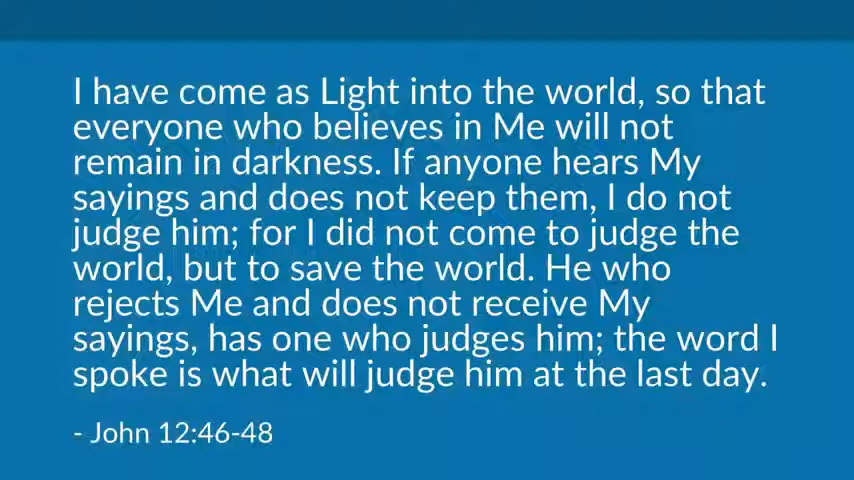 I have come as Light into the world, so that
everyone who believes in Me will not
remain in darkness. If anyone hears My
sayings and does not keep them, I do not
judge him; for I did not come to judge the
world, but to save the world. He who
rejects Me and does not receive My
sayings, has one who judges him; the word I
spoke is what will judge him at the last day.
- John 12:46-48